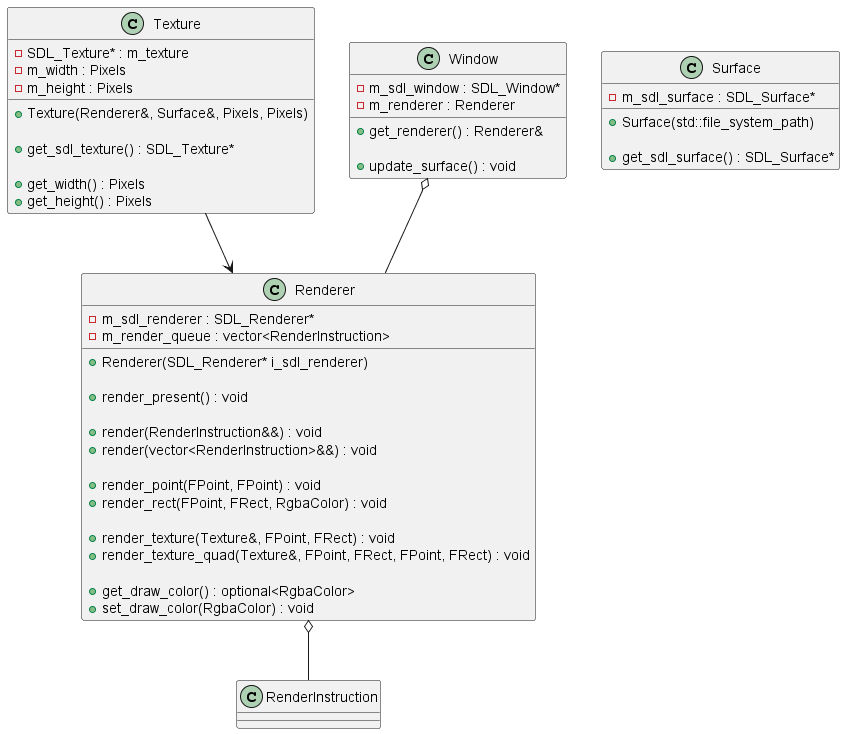 C Texture
SDL_Texture* : m_texture
m_width : Pixels
m_height : Pixels
Texture(Renderer&, Surface&, Pixels, Pixels)
get_sdl_texture() : SDL_Texture*
get_width() : Pixels
get_height() : Pixels
C Window
m_sdl_window : SDL_Window*
m_renderer : Renderer
get_renderer() : Renderer&
update_surface() : void
C Surface
m_sdl_surface : SDL_Surface*
Surface(std::file_system_path)
get_sdl_surface() : SDL_Surface*
C Renderer
m_sdl_renderer : SDL_Renderer*
m_render_queue : vector<RenderInstruction>
Renderer(SDL_Renderer* i_sdl_renderer)
render_present() : void
render(RenderInstruction&&) : void
render(vector<RenderInstruction>&&) : void
render_point(FPoint, FPoint) : void
render_rect(FPoint, FRect, RgbaColor) : void
render_texture(Texture&, FPoint, FRect) : void
render_texture_quad(Texture&, FPoint, FRect, FPoint, FRect) : void
get_draw_color() : optional<RgbaColor>
set_draw_color(RgbaColor) : void
C RenderInstruction